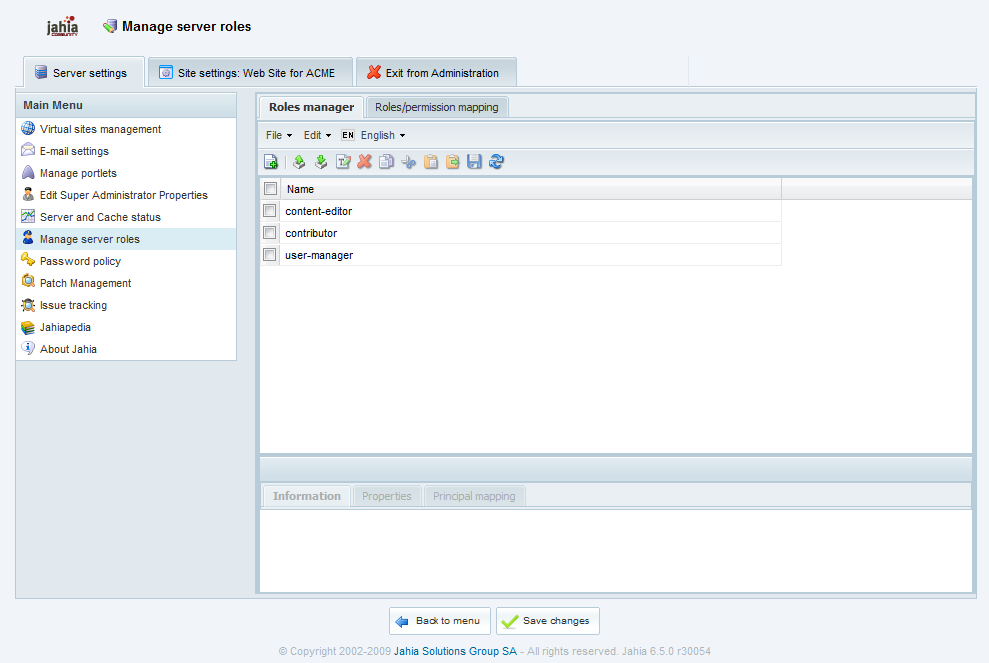 jahia
COMMUNITY
Manage server roles
Server settings
Site settings: Web Site for ACME
Exit from Administration
Main Menu
Virtual sites management
E-mail settings
Manage portlets
Edit Super Administrator Properties
Server and Cache status
Manage server roles
Password policy
Patch Management
Issue tracking
Jahiapedia
About Jahia
Roles manager
Roles/permission mapping
File Edit EN English
Name
content-editor
contributor
user-manager
Information
Properties
Principal mapping
Back to menu
Save changes
© Copyright 2002-2009 Jahia Solutions Group SA - All rights reserved. Jahia 6.5.0 r30054